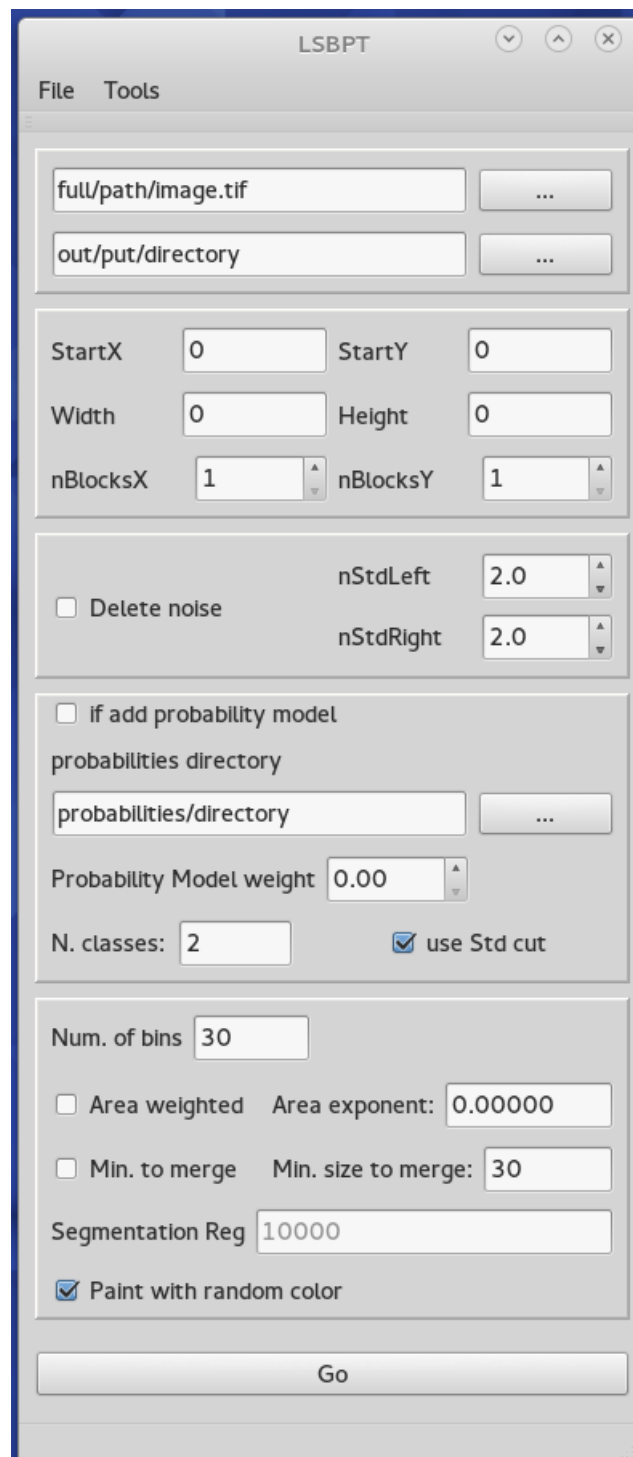 LSBPT
File Tools
full/path/image.tif ...
out/put/directory ...
StartX 0 StartY 0
Width 0 Height 0
nBlocksX 1 nBlocksY 1
nStdLeft 2.0
Delete noise
nStdRight 2.0
if add probability model
probabilities directory
probabilities/directory ...
Probability Model weight 0.00
N. classes: 2 use Std cut
Num. of bins 30
Area weighted Area exponent: 0.00000
Min. to merge Min. size to merge: 30
Segmentation Reg 10000
Paint with random color
Go